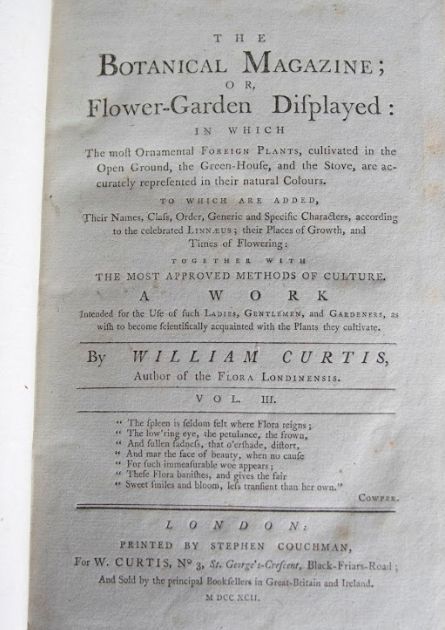 THE
BOTANICAL MAGAZINE;
OR,
Flower-Garden Diſplayed:
IN WHICH
The moſt Ornamental FOREIGN PLANTS, cultivated in the
Open Ground, the Green-Houſe, and the Stove, are ac-
curately repreſented in their natural Colours.
TO WHICH ARE ADDED,
Their Names, Claſs, Order, Generic and Specific Characters, according
to the celebrated LINNÆUS; their Places of Growth, and
Times of Flowering:
TOGETHER WITH
THE MOST APPROVED METHODS OF CULTURE.
A WORK
Intended for the Uſe of ſuch LADIES, GENTLEMEN, and GARDENERS, as
wiſh to become ſcientifically acquainted with the Plants they cultivate.
By WILLIAM CURTIS,
Author of the FLORA LONDINENSIS.
VOL. III.
" The ſpleen is ſeldom felt where Flora reigns;
" The low'ring eye, the petulance, the frown,
" And ſullen ſadneſs, that o'erſhade, diſtort,
" And mar the face of beauty, when no cauſe
" For ſuch immeaſurable woe appears;
" Theſe Flora baniſhes, and gives the fair
" Sweet ſmiles and bloom, leſs tranſient than her own."
COWPER.
LONDON:
PRINTED BY STEPHEN COUCHMAN,
For W. CURTIS, No 3, St. George's-Creſcent, Black-Friars-Road;
And Sold by the principal Bookſellers in Great-Britain and Ireland.
M DCC XCII.